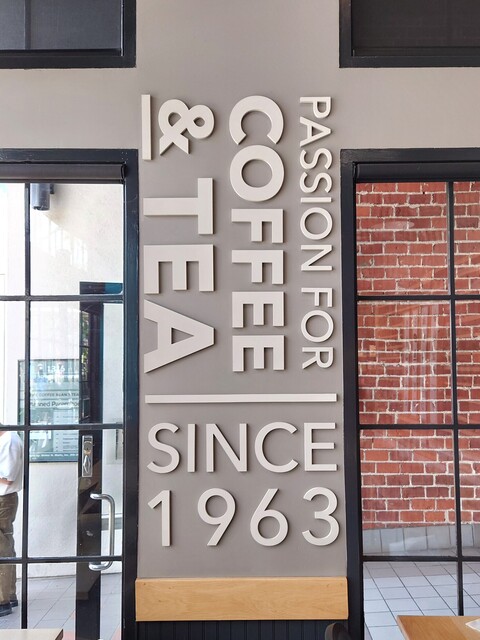 PASSION FOR
COFFEE
& TEA
SINCE
1963